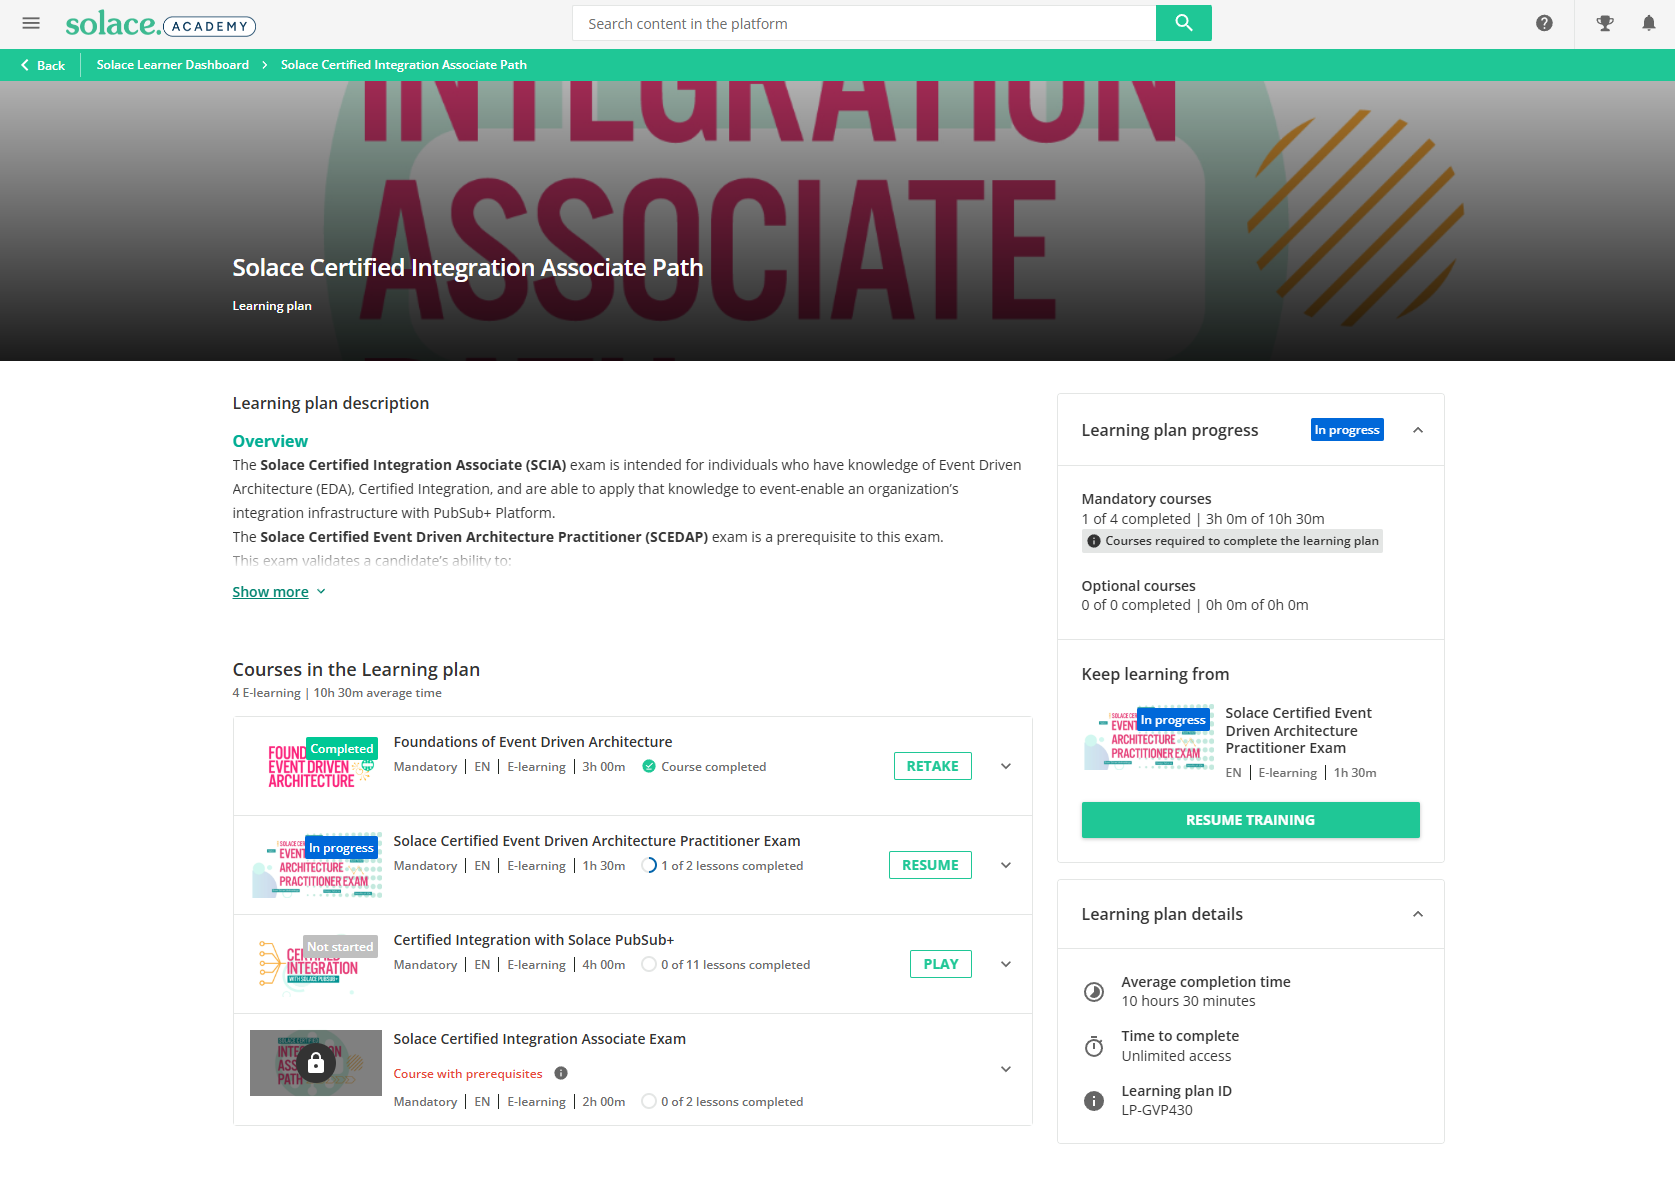 solace.
ACADEMY
Search content in the platform
Back
Solace Learner Dashboard
Solace Certified Integration Associate Path
INTEGRATION
ASSOCIATE
PATH
Solace Certified Integration Associate Path
Learning plan
Learning plan description
Overview
The Solace Certified Integration Associate (SCIA) exam is intended for individuals who have knowledge of Event Driven
Architecture (EDA), Certified Integration, and are able to apply that knowledge to event-enable an organization’s
integration infrastructure with PubSub+ Platform.
The Solace Certified Event Driven Architecture Practitioner (SCEDAP) exam is a prerequisite to this exam.
This exam validates a candidate’s ability to:
Show more
Courses in the Learning plan
4 E-learning | 10h 30m average time
Completed
EVENT DRIVEN
ARCHITECTURE
Foundations of Event Driven Architecture
Mandatory | EN | E-learning | 3h 00m
Course completed
RETAKE
In progress
ARCHITECTURE
PRACTITIONER EXAM
Solace Certified Event Driven Architecture Practitioner Exam
Mandatory | EN | E-learning | 1h 30m
1 of 2 lessons completed
RESUME
Not started
INTEGRATION
WITH SOLACE PUBSUB+
Certified Integration with Solace PubSub+
Mandatory | EN | E-learning | 4h 00m
0 of 11 lessons completed
PLAY
Solace Certified Integration Associate Exam
Course with prerequisites
Mandatory | EN | E-learning | 2h 00m
0 of 2 lessons completed
Learning plan progress
In progress
Mandatory courses
1 of 4 completed | 3h 0m of 10h 30m
Courses required to complete the learning plan
Optional courses
0 of 0 completed | 0h 0m of 0h 0m
Keep learning from
In progress
ARCHITECTURE
PRACTITIONER EXAM
Solace Certified Event
Driven Architecture
Practitioner Exam
EN | E-learning | 1h 30m
RESUME TRAINING
Learning plan details
Average completion time
10 hours 30 minutes
Time to complete
Unlimited access
Learning plan ID
LP-GVP430